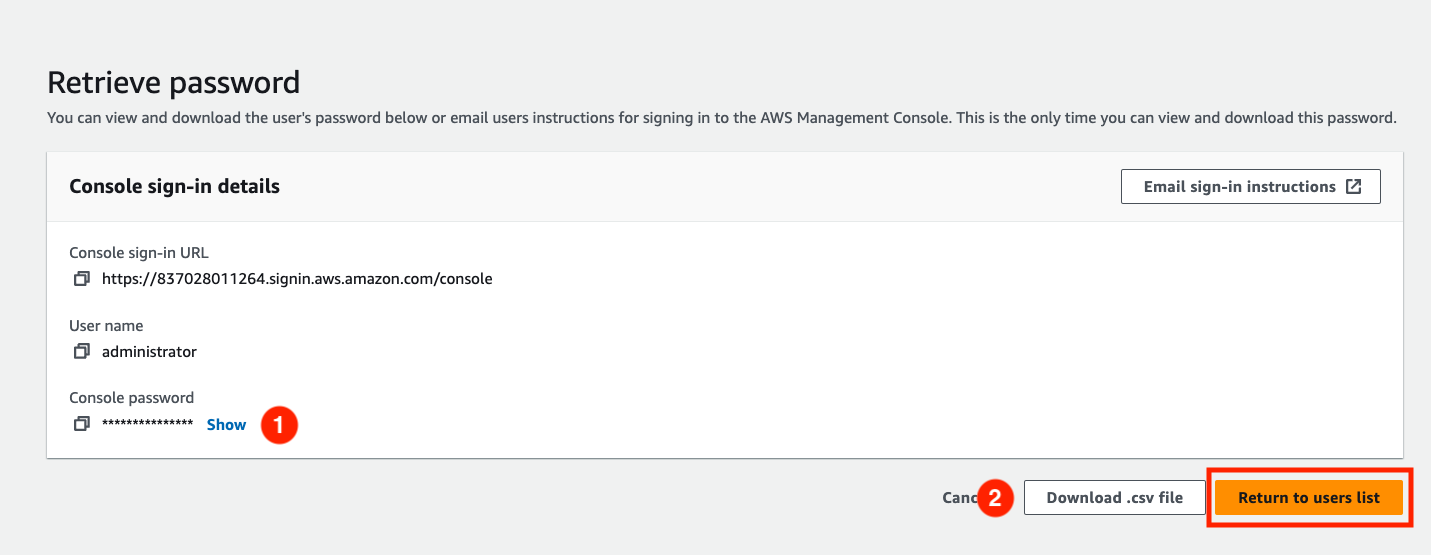 Retrieve password
You can view and download the user's password below or email users instructions for signing in to the AWS Management Console. This is the only time you can view and download this password.
Console sign-in details
Email sign-in instructions
Console sign-in URL
https://837028011264.signin.aws.amazon.com/console
User name
administrator
Console password
*************** Show 1
Canc 2 Download .csv file Return to users list